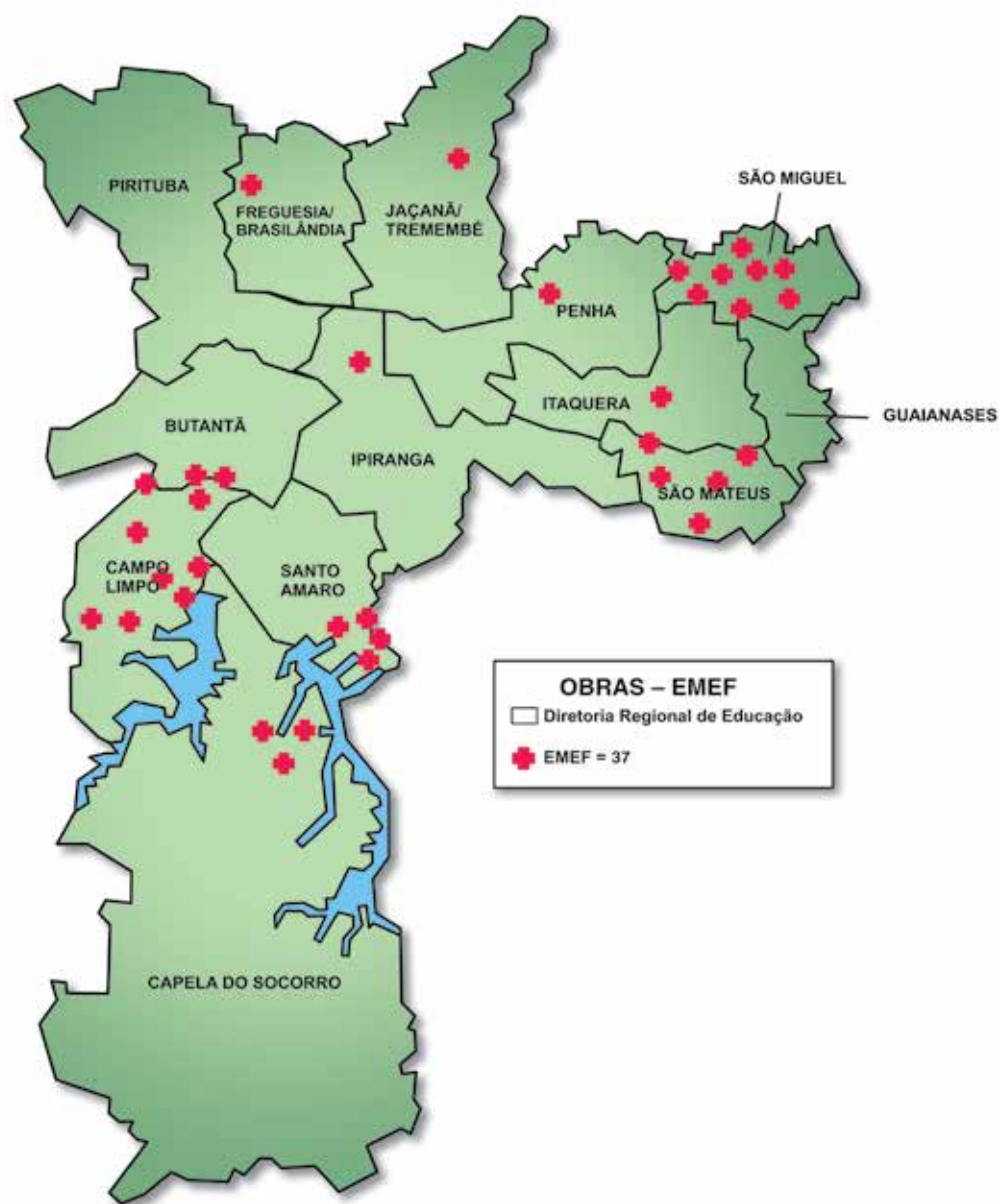 SÃO MIGUEL
PIRITUBA
FREGUESIA/
BRASILÂNDIA
JAÇANÃ/
TREMEMBÉ
PENHA
ITAQUERA
GUAIANASES
BUTANTÃ
IPIRANGA
SÃO MATEUS
CAMPO
LIMPO
SANTO
AMARO
OBRAS – EMEF
Diretoria Regional de Educação
EMEF = 37
CAPELA DO SOCORRO